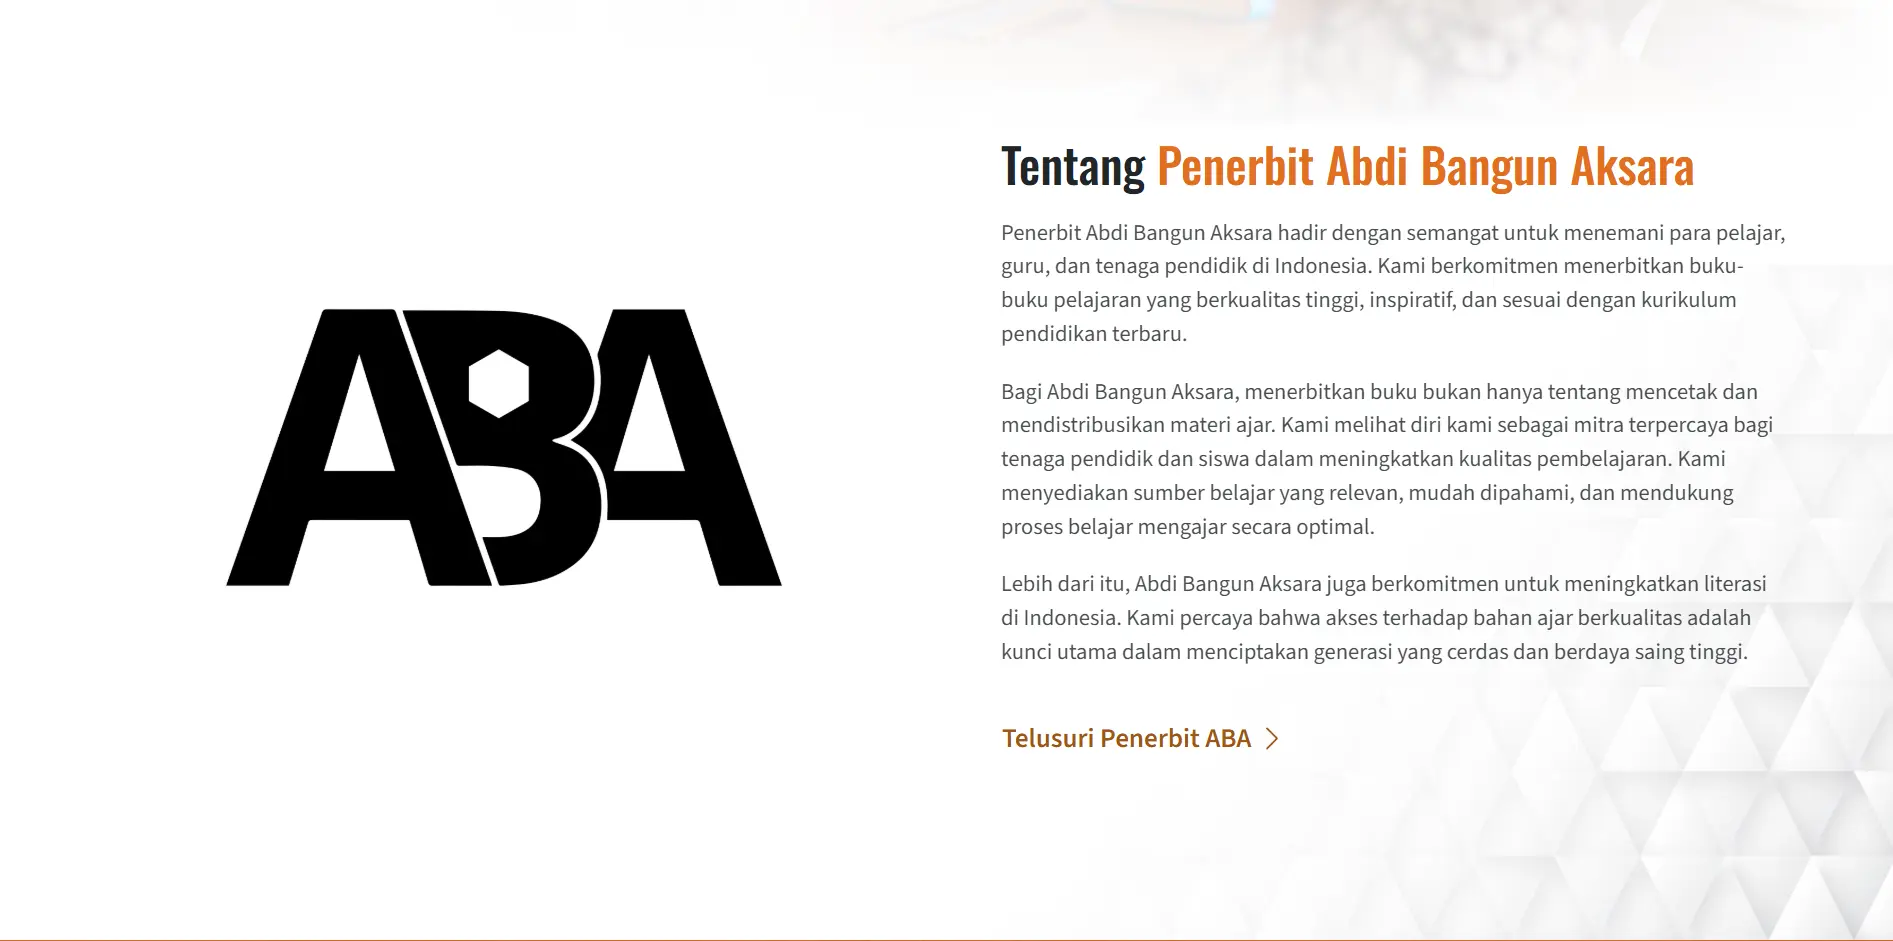 ABA
Tentang Penerbit Abdi Bangun Aksara
Penerbit Abdi Bangun Aksara hadir dengan semangat untuk menemani para pelajar,
guru, dan tenaga pendidik di Indonesia. Kami berkomitmen menerbitkan buku-
buku pelajaran yang berkualitas tinggi, inspiratif, dan sesuai dengan kurikulum
pendidikan terbaru.
Bagi Abdi Bangun Aksara, menerbitkan buku bukan hanya tentang mencetak dan
mendistribusikan materi ajar. Kami melihat diri kami sebagai mitra terpercaya bagi
tenaga pendidik dan siswa dalam meningkatkan kualitas pembelajaran. Kami
menyediakan sumber belajar yang relevan, mudah dipahami, dan mendukung
proses belajar mengajar secara optimal.
Lebih dari itu, Abdi Bangun Aksara juga berkomitmen untuk meningkatkan literasi
di Indonesia. Kami percaya bahwa akses terhadap bahan ajar berkualitas adalah
kunci utama dalam menciptakan generasi yang cerdas dan berdaya saing tinggi.
Telusuri Penerbit ABA